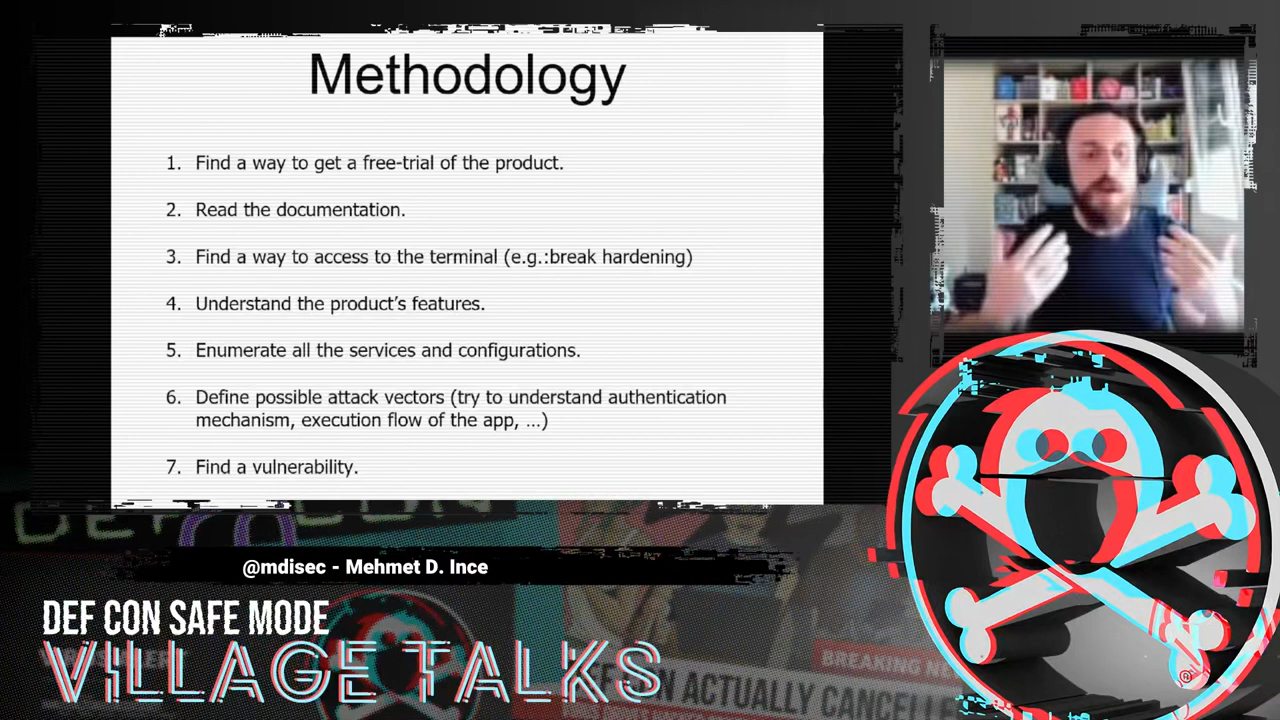 Methodology
1. Find a way to get a free-trial of the product.
2. Read the documentation.
3. Find a way to access to the terminal (e.g.:break hardening)
4. Understand the product's features.
5. Enumerate all the services and configurations.
6. Define possible attack vectors (try to understand authentication
mechanism, execution flow of the app, ...)
7. Find a vulnerability.
DEF CON
@mdisec - Mehmet D. Ince
DEF CON SAFE MODE
VILLAGE TALKS
BREAKING NE
ACTUALLY CANCELLE
®